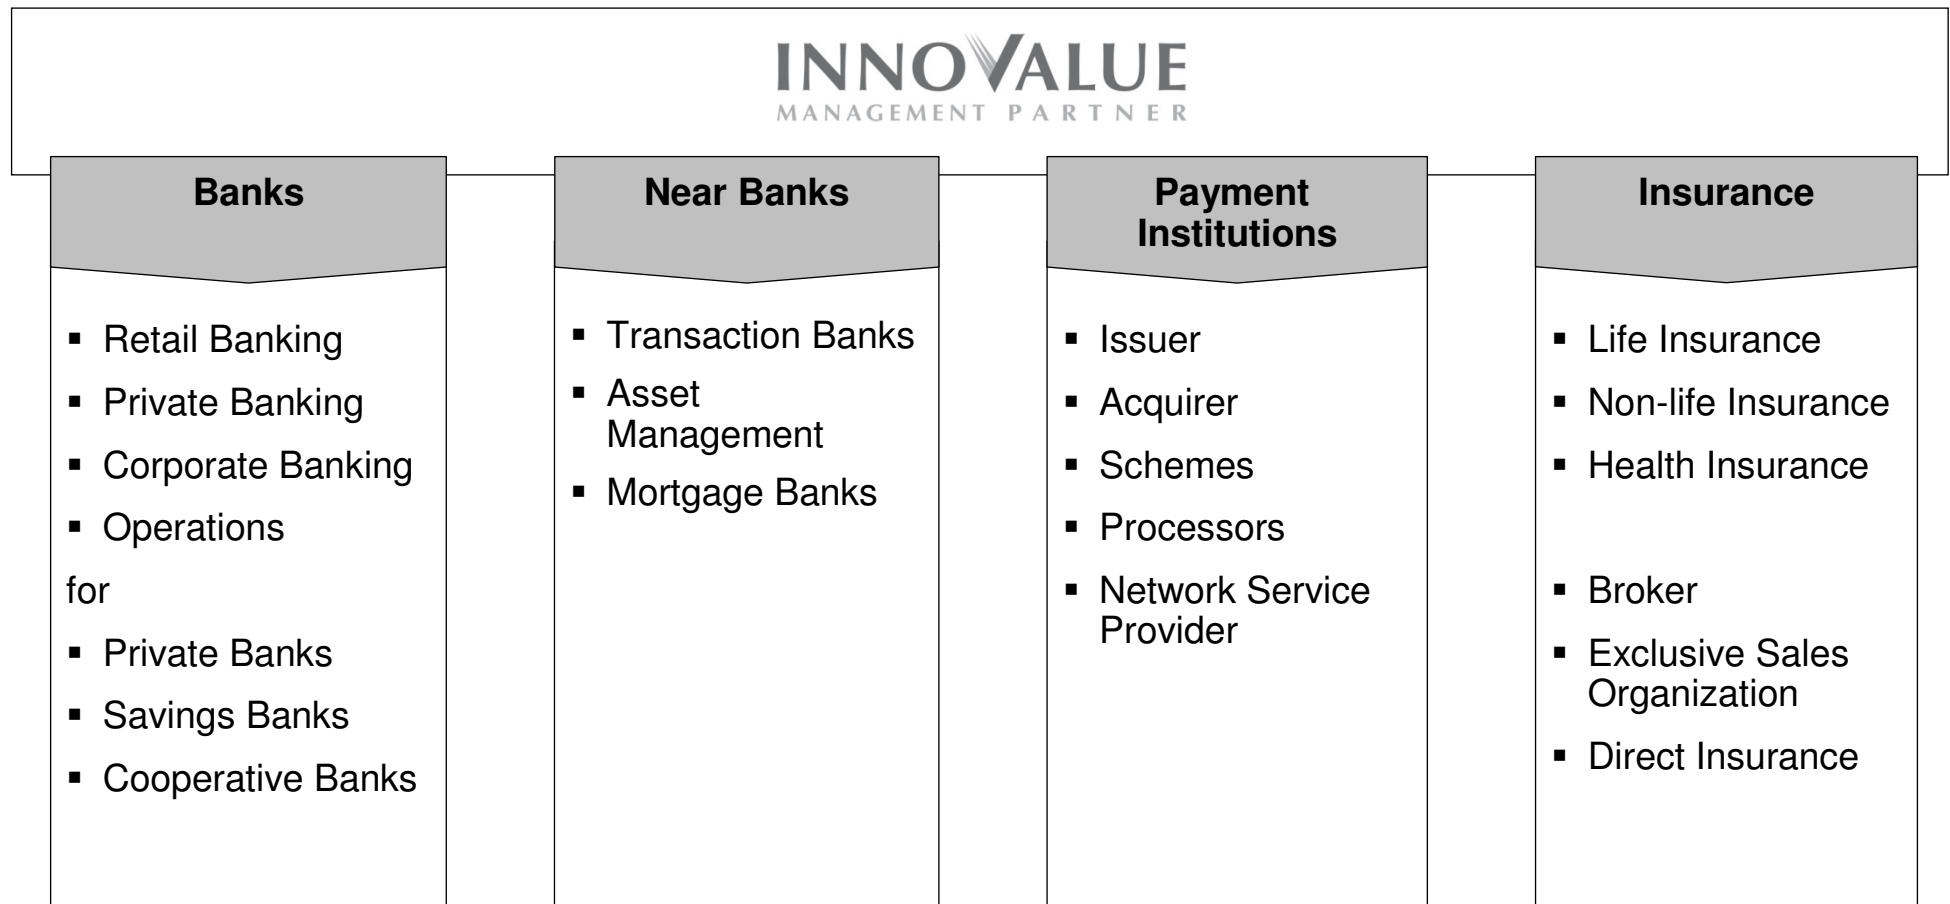 INNOVALUE
MANAGEMENT PARTNER
Banks
▪ Retail Banking
▪ Private Banking
▪ Corporate Banking
▪ Operations
for
▪ Private Banks
▪ Savings Banks
▪ Cooperative Banks
Near Banks
▪ Transaction Banks
▪ Asset
Management
▪ Mortgage Banks
Payment
Institutions
▪ Issuer
▪ Acquirer
▪ Schemes
▪ Processors
▪ Network Service
Provider
Insurance
▪ Life Insurance
▪ Non-life Insurance
▪ Health Insurance
▪ Broker
▪ Exclusive Sales
Organization
▪ Direct Insurance